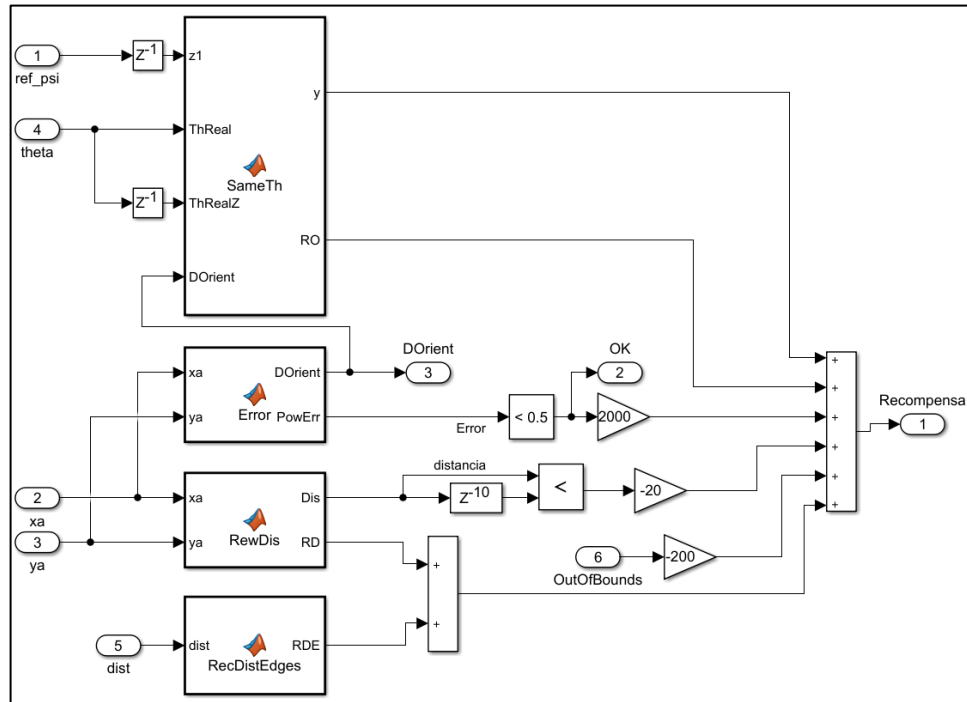 1
ref_psi
Z-1
z1
4
theta
ThReal
Z-1
ThRealZ
DOrient
SameTh
y
RO
xa
ya
Error
DOrient
PowErr
DOrient
3
Error
< 0.5
OK
2
2000
2
xa
3
ya
xa
ya
RewDis
Dis
RD
distancia
Z-10
<
-20
6
OutOfBounds
-200
+
+
5
dist
dist
RecDistEdges
RDE
+
+
+
+
+
+
Recompensa
1